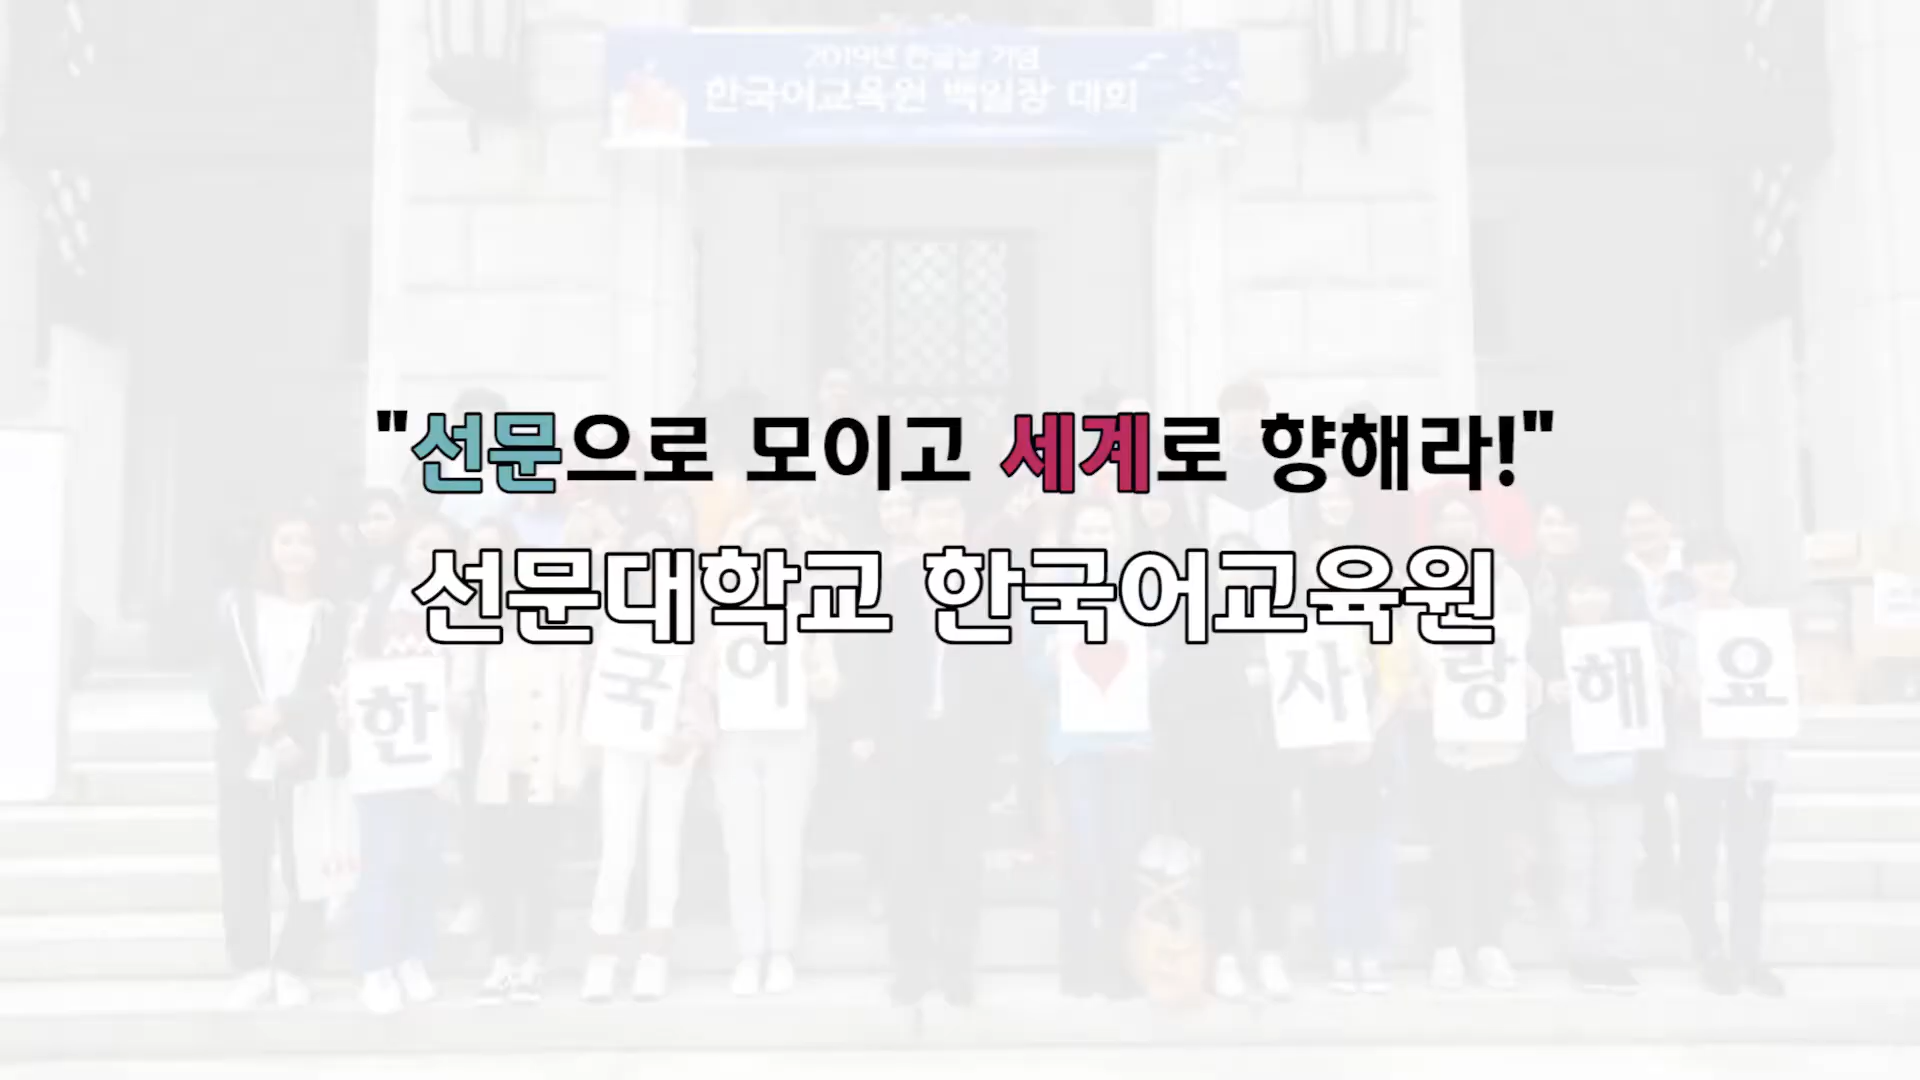 2019년 한글날 기념
한국어교육원 백일장 대회
"선문으로 모이고 세계로 향해라!"
선문대학교 한국어교육원
한 국 어 사 랑 해 요